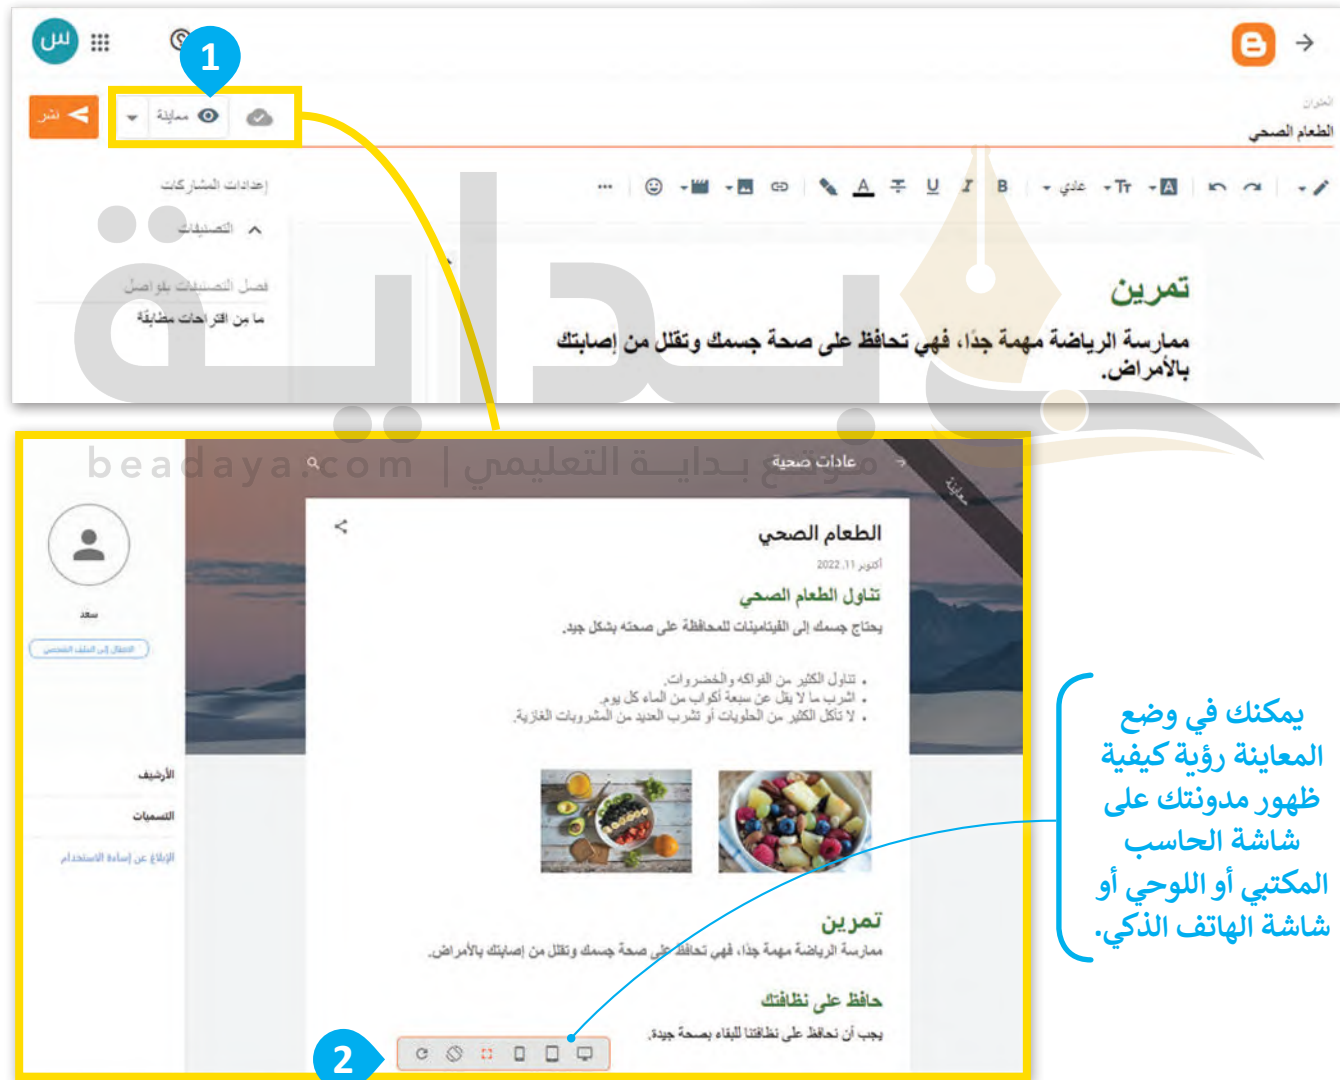 س
1
العنوان
الطعام الصحي
معاينة
نشر
عادي
إعدادات المشاركات
التصنيفات
فصل التصنيفات بفواصل
ما من اقتراحات مطابقة
تمرين
ممارسة الرياضة مهمة جدًا، فهي تحافظ على صحة جسمك وتقلل من إصابتك
بالأمراض.
بداية
موقع بداية التعليمي | beadaya.com
عادات صحية
معاينة
الطعام الصحي
أكتوبر 11, 2022
تناول الطعام الصحي
يحتاج جسمك إلى الفيتامينات للمحافظة على صحته بشكل جيد.
• تناول الكثير من الفواكه والخضروات.
• اشرب ما لا يقل عن سبعة أكواب من الماء كل يوم.
• لا تأكل الكثير من الحلويات أو تشرب العديد من المشروبات الغازية.
تمرين
ممارسة الرياضة مهمة جدًا، فهي تحافظ على صحة جسمك وتقلل من إصابتك بالأمراض.
حافظ على نظافتك
يجب أن نحافظ على نظافتنا للبقاء بصحة جيدة.
2
سعد
الانتقال إلى الملف الشخصي
الأرشيف
التسميات
الإبلاغ عن إساءة الاستخدام
يمكنك في وضع
المعاينة رؤية كيفية
ظهور مدونتك على
شاشة الحاسب
المكتبي أو اللوحي أو
شاشة الهاتف الذكي.